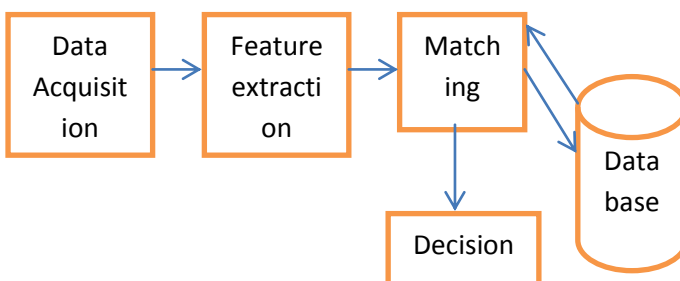 Data
Acquisit
ion
Feature
extracti
on
Match
ing
Data
base
Decision